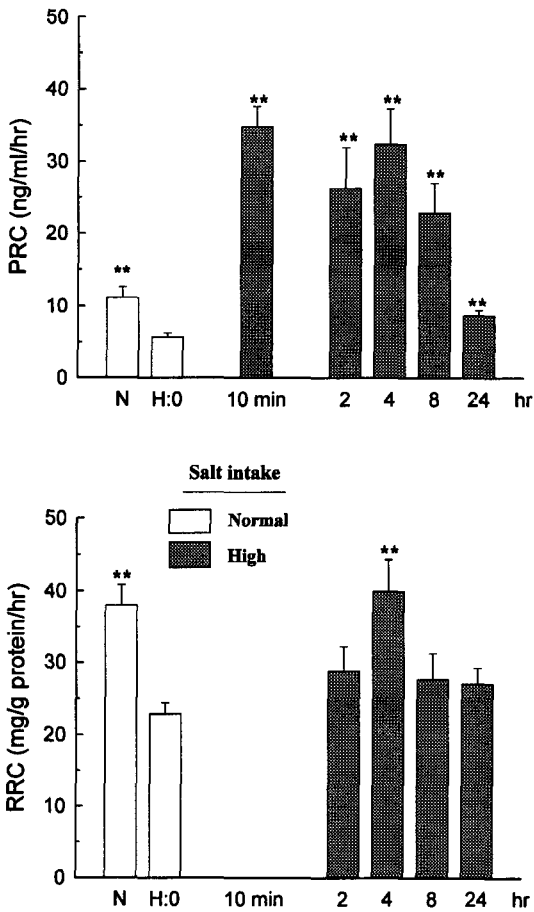 50
40
30
20
10
0
PRC (ng/ml/hr)
**
**
**
**
**
**
N H:0 10 min 2 4 8 24 hr
Salt intake
Normal
High
50
40
30
20
10
0
RRC (mg/g protein/hr)
**
**
N H:0 10 min 2 4 8 24 hr